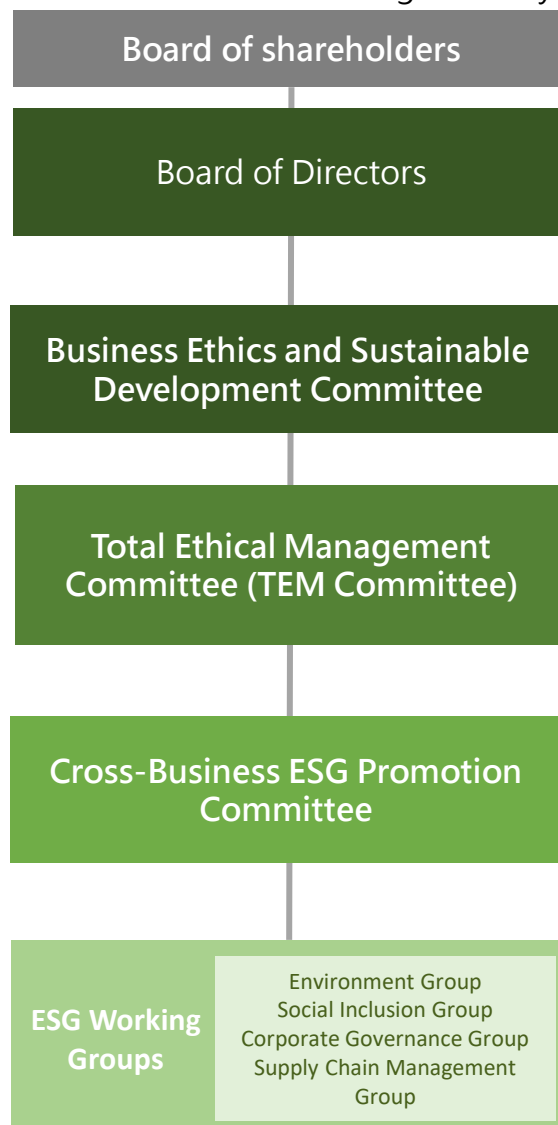 Board of shareholders
Board of Directors
Business Ethics and Sustainable
Development Committee
Total Ethical Management
Committee (TEM Committee)
Cross-Business ESG Promotion
Committee
ESG Working
Groups
Environment Group
Social Inclusion Group
Corporate Governance Group
Supply Chain Management
Group